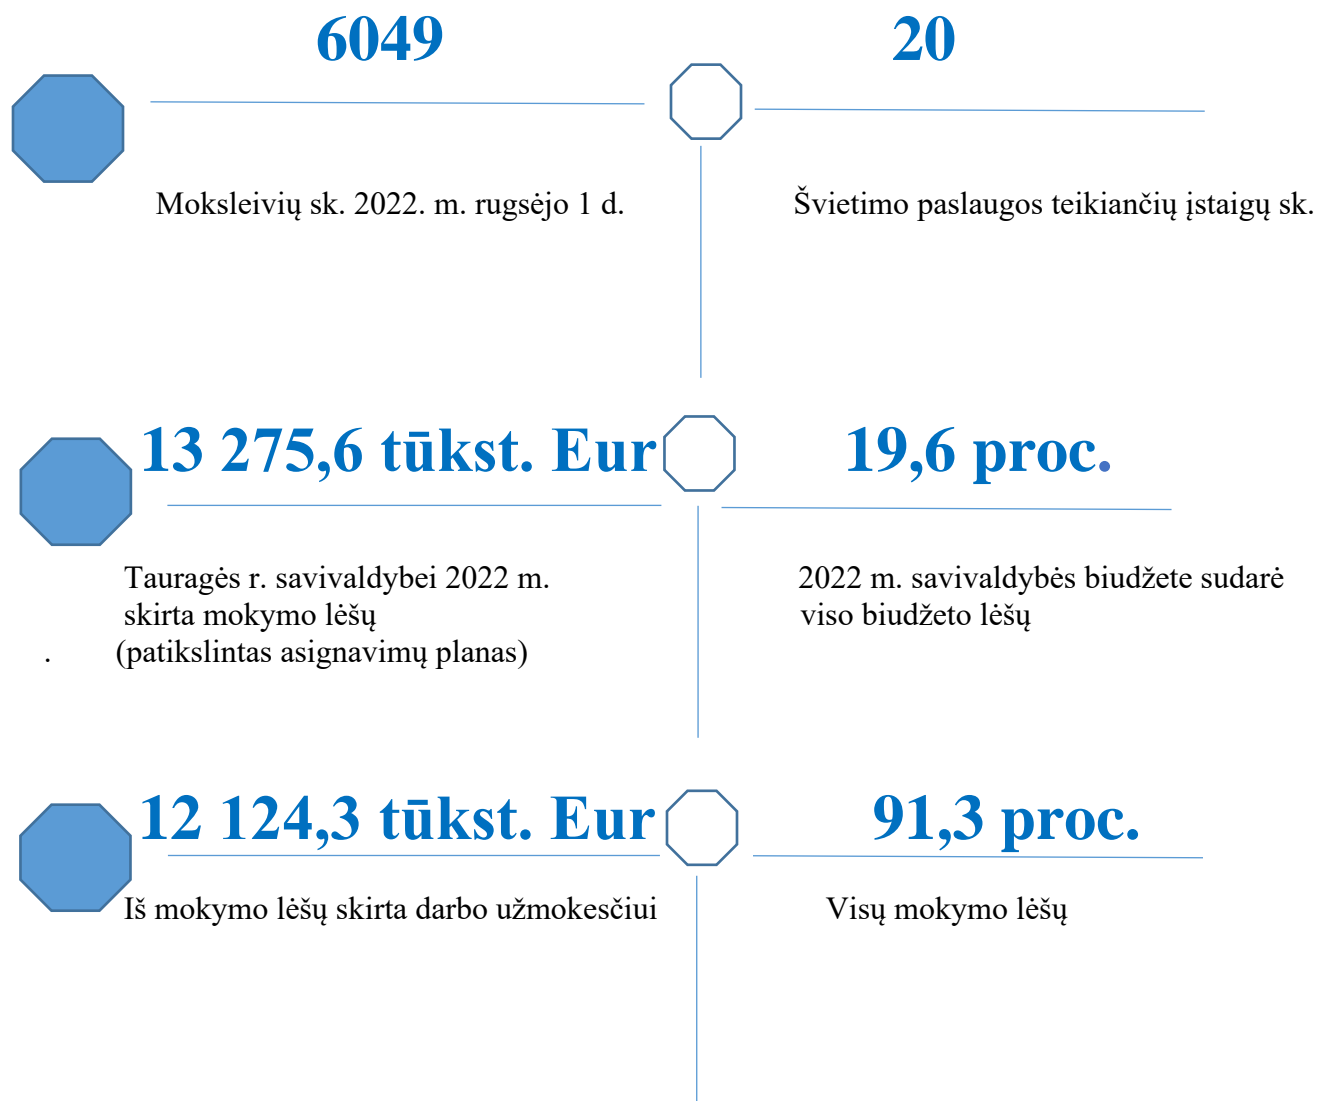 6049
20
Moksleivių sk. 2022. m. rugsėjo 1 d.
Švietimo paslaugos teikiančių įstaigų sk.
13 275,6 tūkst. Eur
19,6 proc.
Tauragės r. savivaldybei 2022 m.
skirta mokymo lėšų
. (patikslintas asignavimų planas)
2022 m. savivaldybės biudžete sudarė
viso biudžeto lėšų
12 124,3 tūkst. Eur
91,3 proc.
Iš mokymo lėšų skirta darbo užmokesčiui
Visų mokymo lėšų